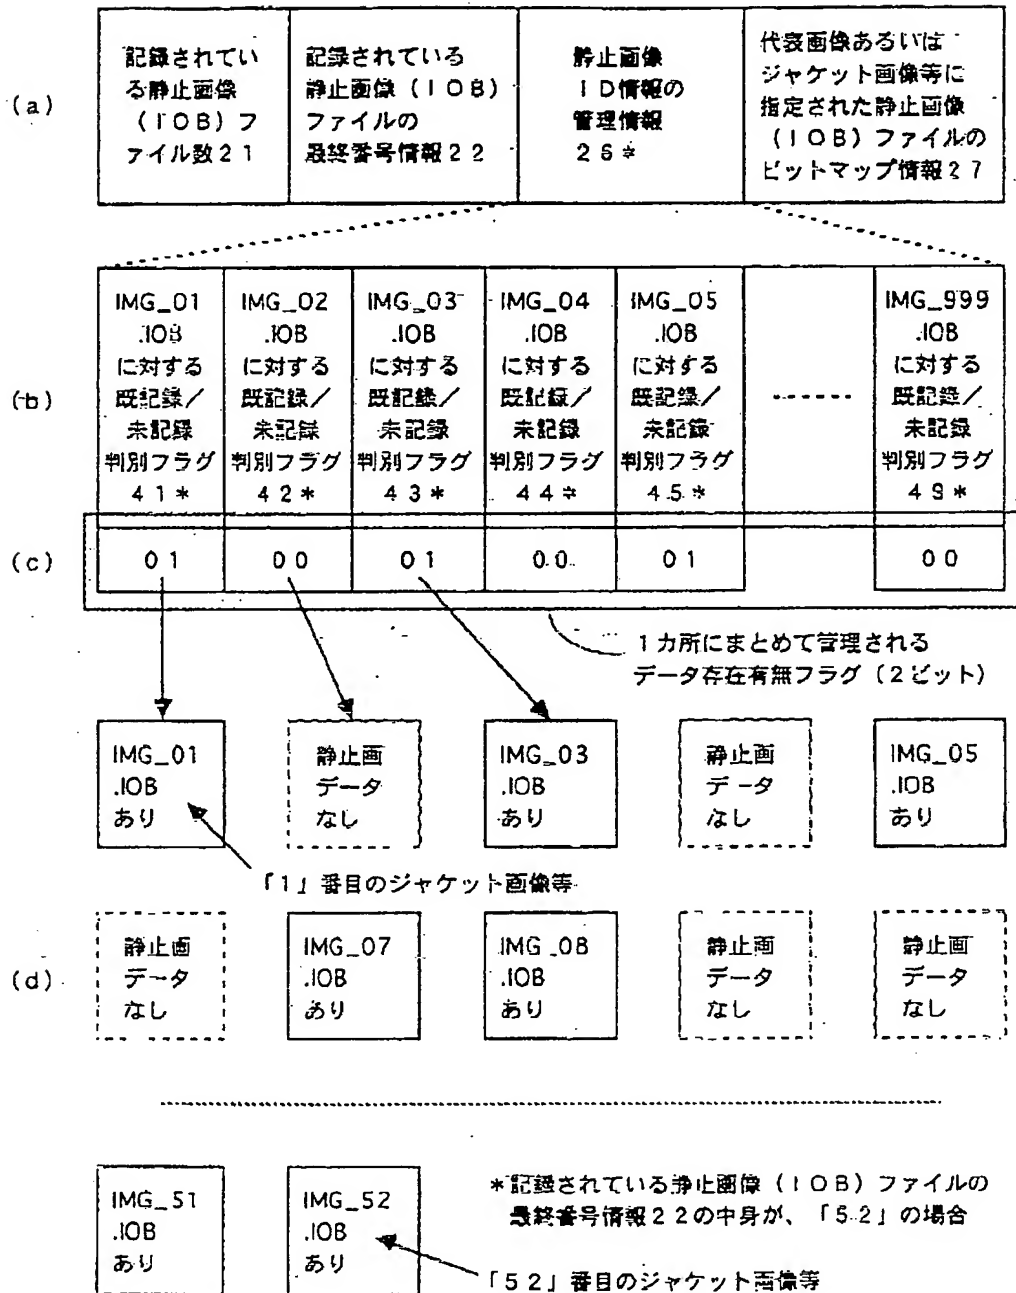 (a)
記録されてい
る静止画像
(IOB)フ
ァイル数21
記録されている
静止画像(IOB)
ファイルの
最終番号情報22
静止画像
ID情報の
管理情報
26*
代表画像あるいは
ジャケット画像等に
指定された静止画像
(IOB)ファイルの
ビットマップ情報27
(b)
IMG_01
.IOB
に対する
既記録/
未記録
判別フラグ
41*
IMG_02
.IOB
に対する
既記録/
未記録
判別フラグ
42*
IMG_03
.IOB
に対する
既記録/
未記録
判別フラグ
43*
IMG_04
.IOB
に対する
既記録/
未記録
判別フラグ
44*
IMG_05
.IOB
に対する
既記録/
未記録
判別フラグ
45*
IMG_999
.IOB
に対する
既記録/
未記録
判別フラグ
49*
(c)
01
00
01
00
01
00
1カ所にまとめて管理される
データ存在有無フラグ(2ビット)
IMG_01
.IOB
あり
静止画
データ
なし
IMG_03
.IOB
あり
静止画
データ
なし
IMG_05
.IOB
あり
「1」番目のジャケット画像等
(d)
静止画
データ
なし
IMG_07
.IOB
あり
IMG_08
.IOB
あり
静止画
データ
なし
静止画
データ
なし
IMG_51
.IOB
あり
IMG_52
.IOB
あり
*記録されている静止画像(IOB)ファイルの
最終番号情報22の中身が、「52」の場合
「52」番目のジャケット画像等